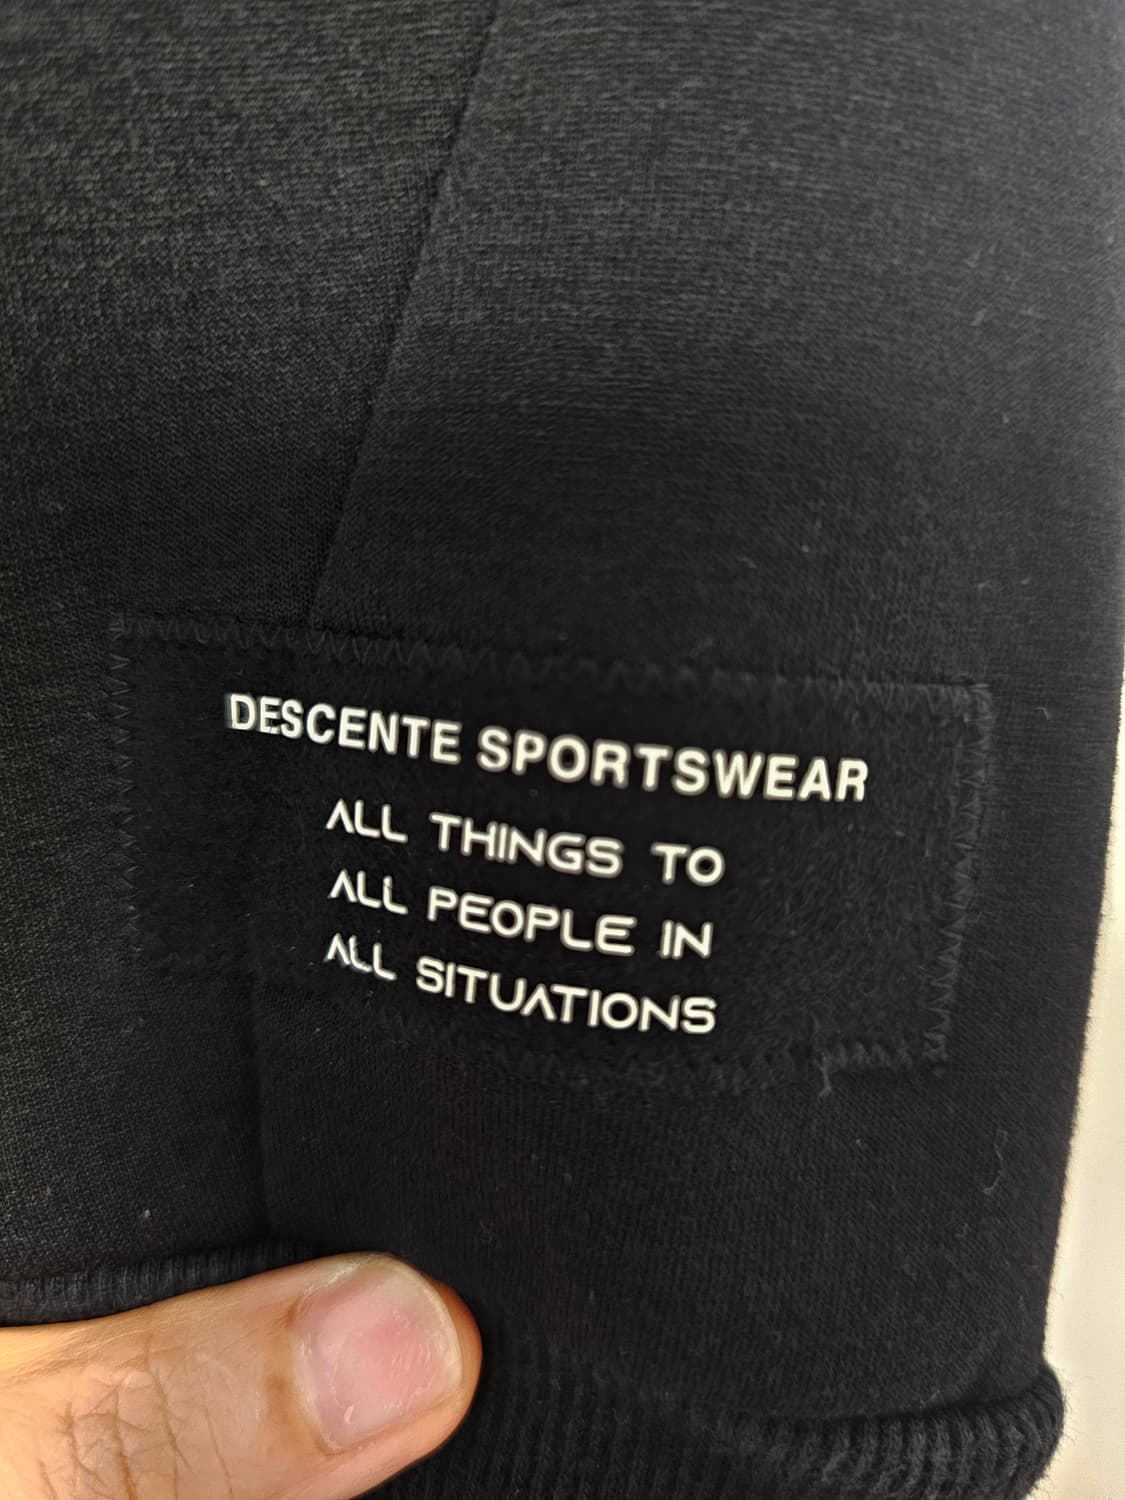 DESCENTE SPORTSWEAR
ALL THINGS TO
ALL PEOPLE IN
ALL SITUATIONS